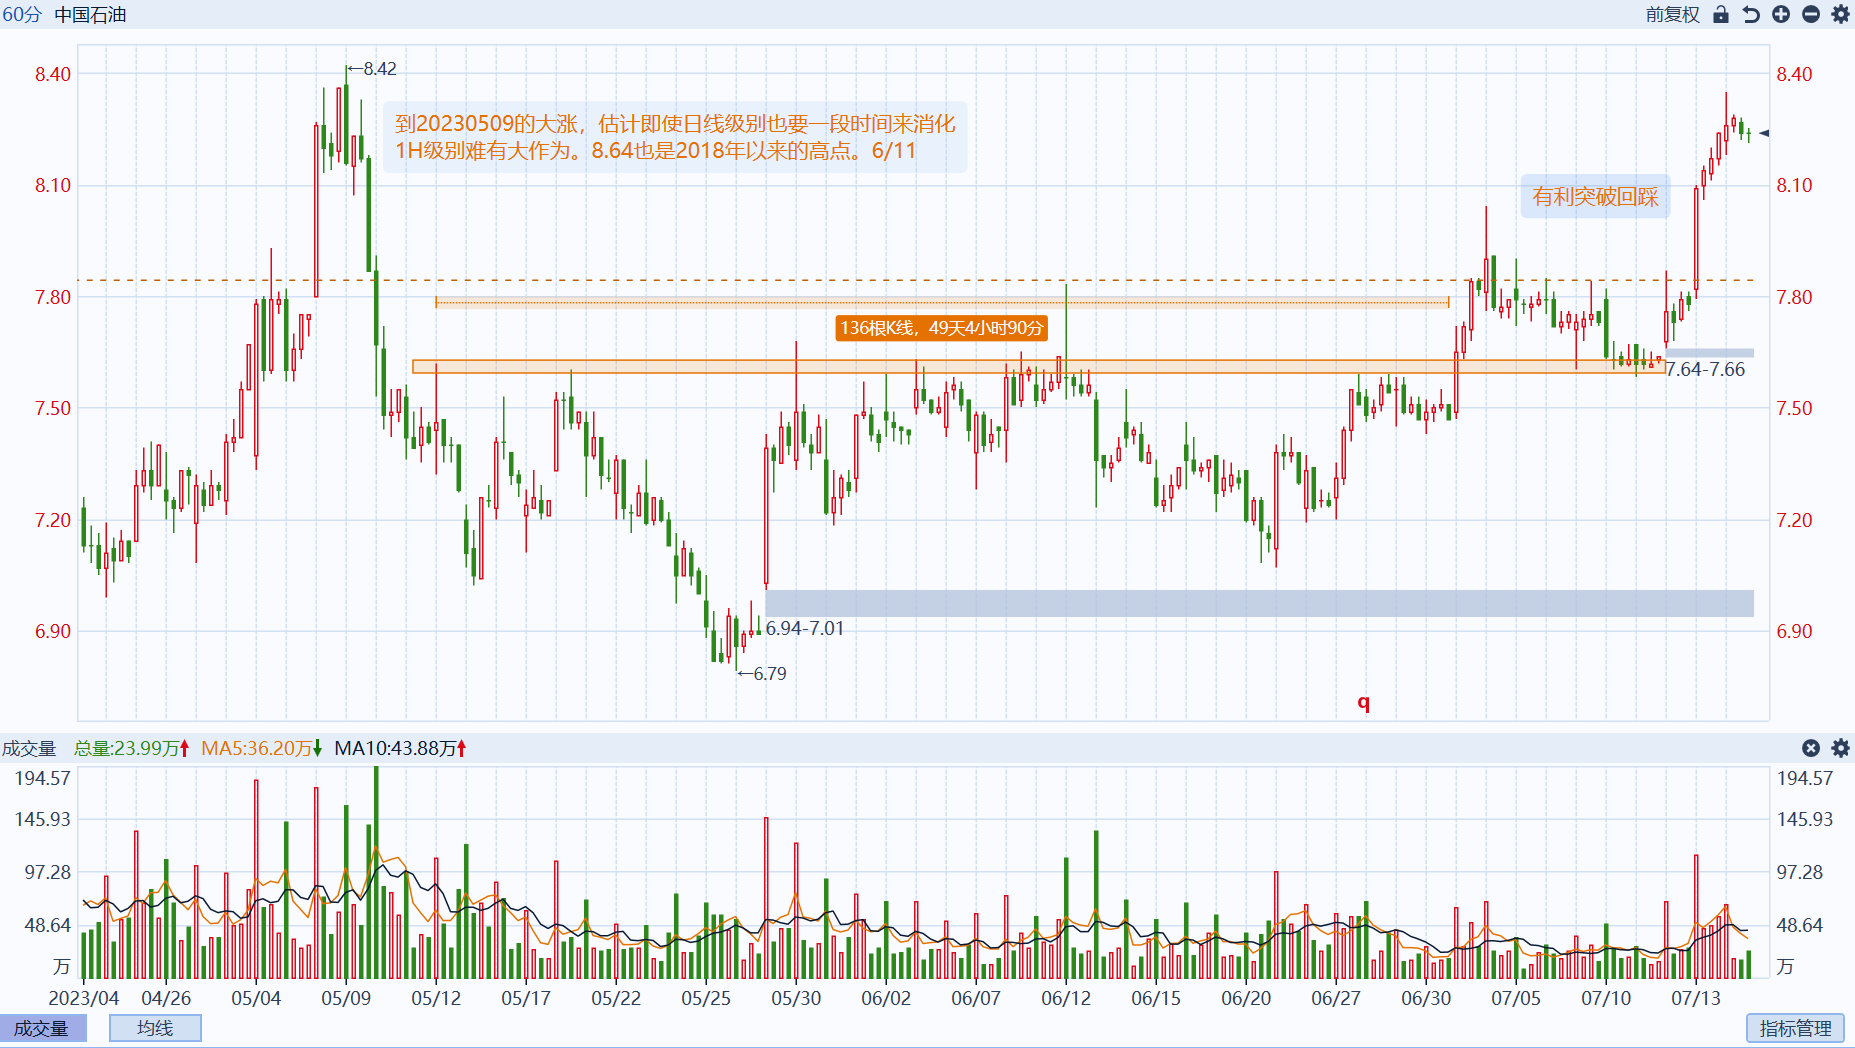 60分 中国石油
前复权
8.40 8.40
←8.42
到20230509的大涨，估计即使日线级别也要一段时间来消化
1H级别难有大作为。8.64也是2018年以来的高点。6/11
8.10 8.10
有利突破回踩
7.80 7.80
136根K线，49天4小时90分
7.64-7.66
7.50 7.50
7.20 7.20
6.90 6.90
6.94-7.01
←6.79
q
成交量 总量:23.99万 MA5:36.20万 MA10:43.88万
194.57 194.57
145.93 145.93
97.28 97.28
48.64 48.64
万 万
2023/04 04/26 05/04 05/09 05/12 05/17 05/22 05/25 05/30 06/02 06/07 06/12 06/15 06/20 06/27 06/30 07/05 07/10 07/13
成交量 均线 指标管理